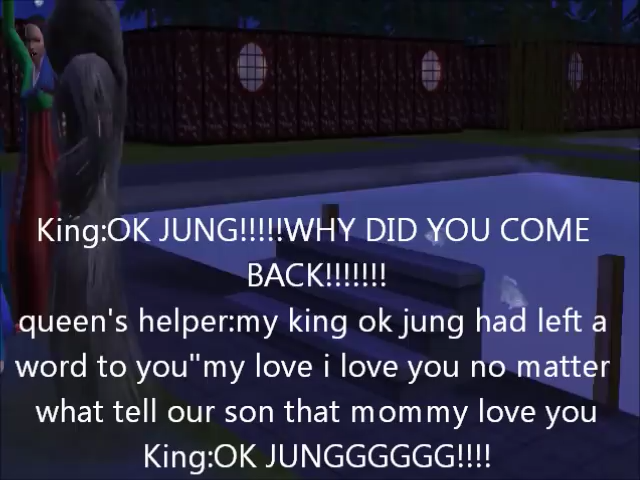 King:OK JUNG!!!!!WHY DID YOU COME
BACK!!!!!!!
queen's helper:my king ok jung had left a
word to you"my love i love you no matter
what tell our son that mommy love you
King:OK JUNGGGGGG!!!!